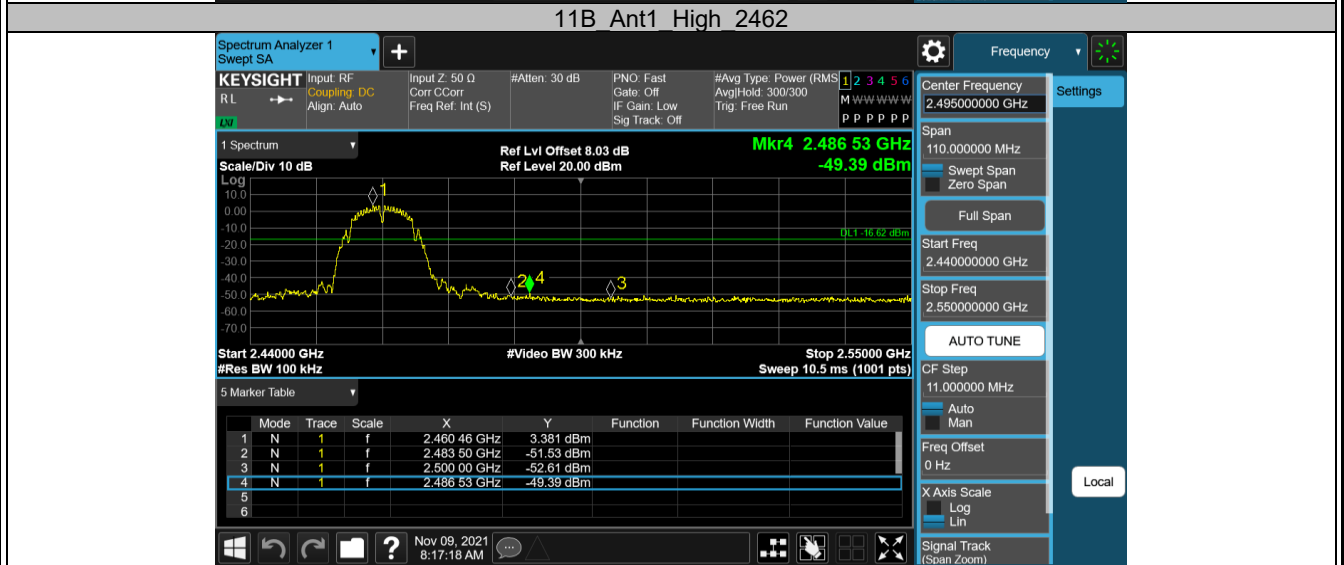 11B_Ant1_High_2462
Spectrum Analyzer 1
Swept SA
+
Frequency
KEYSIGHT
RL
LXI
Input: RF
Coupling: DC
Align: Auto
Input Z: 50 Ω
Corr CCorr
Freq Ref: Int (S)
#Atten: 30 dB
PNO: Fast
Gate: Off
IF Gain: Low
Sig Track: Off
#Avg Type: Power (RMS
Avg|Hold: 300/300
Trig: Free Run
1 2 3 4 5 6
M W W W W W
P P P P P P
Center Frequency
2.495000000 GHz
Settings
Span
110.000000 MHz
Swept Span
Zero Span
Full Span
Start Freq
2.440000000 GHz
Stop Freq
2.550000000 GHz
AUTO TUNE
CF Step
11.000000 MHz
Auto
Man
Freq Offset
0 Hz
X Axis Scale
Log
Lin
Signal Track
(Span Zoom)
Local
1 Spectrum
Scale/Div 10 dB
Ref Lvl Offset 8.03 dB
Ref Level 20.00 dBm
Mkr4 2.486 53 GHz
-49.39 dBm
Log
10.0
0.00
-10.0
-20.0
-30.0
-40.0
-50.0
-60.0
-70.0
1
2
4
3
DL1 -16.62 dBm
Start 2.44000 GHz
#Video BW 300 kHz
Stop 2.55000 GHz
#Res BW 100 kHz
Sweep 10.5 ms (1001 pts)
5 Marker Table
Mode Trace Scale X Y Function Function Width Function Value
1 N 1 f 2.460 46 GHz 3.381 dBm
2 N 1 f 2.483 50 GHz -51.53 dBm
3 N 1 f 2.500 00 GHz -52.61 dBm
4 N 1 f 2.486 53 GHz -49.39 dBm
5
6
?
Nov 09, 2021
8:17:18 AM